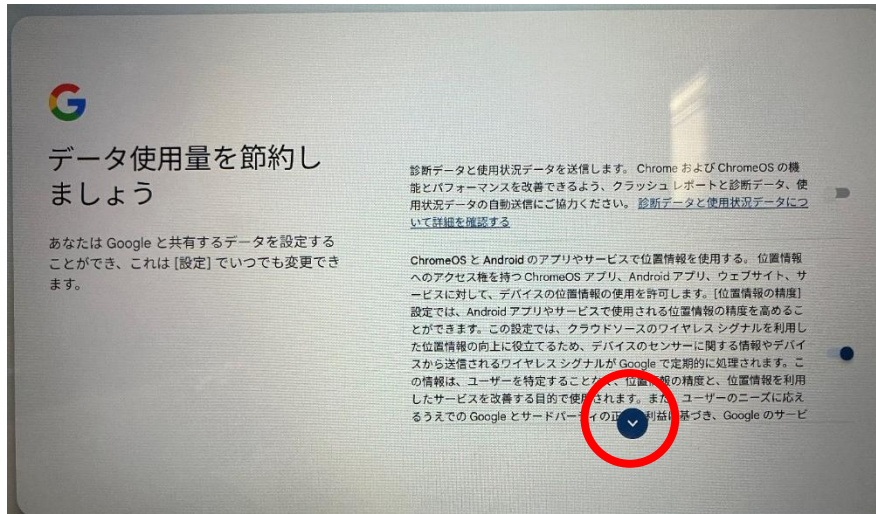 データ使用量を節約し
ましょう
あなたは Google と共有するデータを設定する
ことができ、これは [設定] でいつでも変更でき
ます。
診断データと使用状況データを送信します。 Chrome および ChromeOS の機
能とパフォーマンスを改善できるよう、クラッシュ レポートと診断データ、使
用状況データの自動送信にご協力ください。 診断データと使用状況データにつ
いて詳細を確認する
ChromeOS と Android のアプリやサービスで位置情報を使用する。 位置情報
へのアクセス権を持つ ChromeOS アプリ、Android アプリ、ウェブサイト、サ
ービスに対して、デバイスの位置情報の使用を許可します。[位置情報の精度]
設定では、Android アプリやサービスで使用される位置情報の精度を高めるこ
とができます。この設定では、クラウドソースのワイヤレス シグナルを利用し
た位置情報の向上に役立てるため、デバイスのセンサーに関する情報やデバイ
スから送信されるワイヤレス シグナルが Google で定期的に処理されます。こ
の情報は、ユーザーを特定することなく、位置情報の精度と、位置情報を利用
したサービスを改善する目的で使用されます。また、ユーザーのニーズに応え
るうえでの Google とサードパーティの正 利益に基づき、Google のサービ